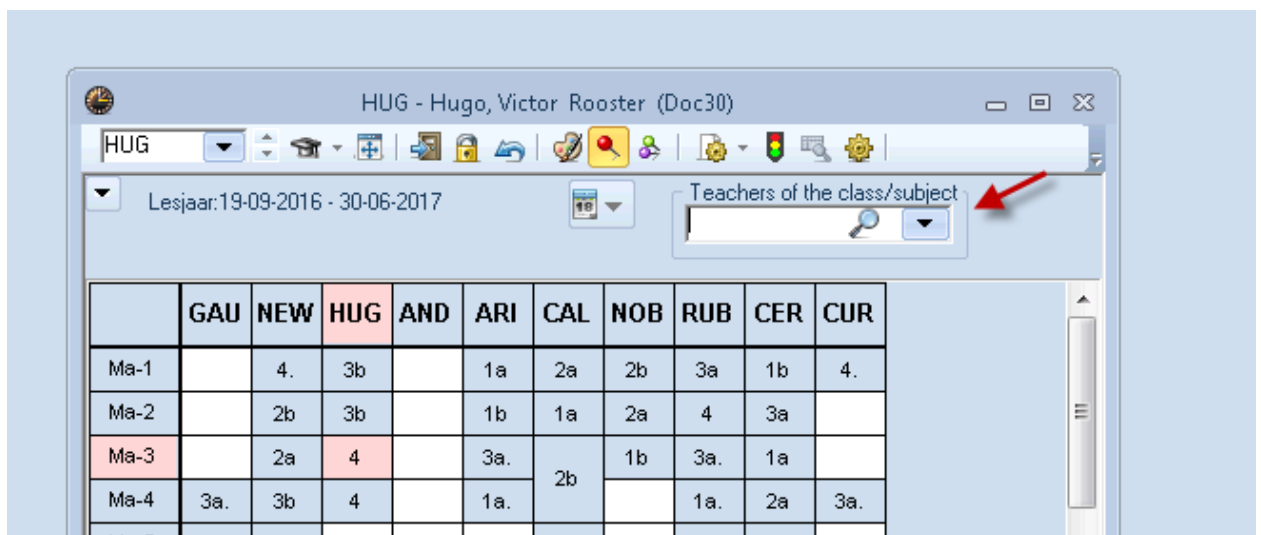 HUG - Hugo, Victor Rooster (Doc30)
HUG
Lesjaar:19-09-2016 - 30-06-2017
18
Teachers of the class/subject
GAU NEW HUG AND ARI CAL NOB RUB CER CUR
Ma-1 4. 3b 1a 2a 2b 3a 1b 4.
Ma-2 2b 3b 1b 1a 2a 4 3a
Ma-3 2a 4 3a. 2b 1b 3a. 1a
Ma-4 3a. 3b 4 1a. 1a. 2a 3a.